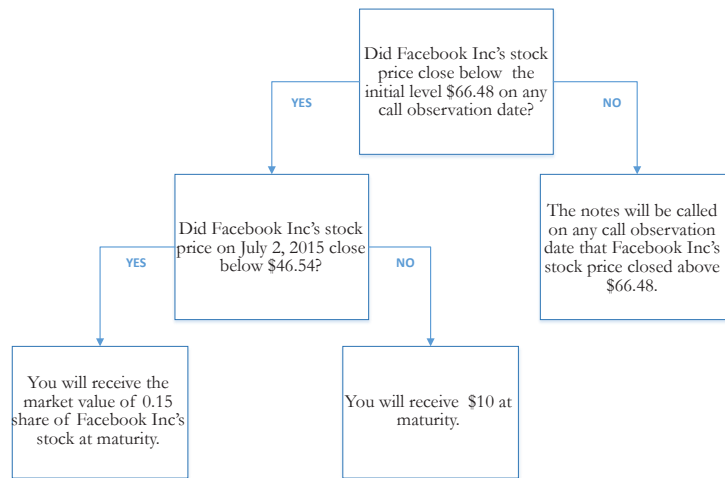 Did Facebook Inc's stock
price close below the
initial level $66.48 on any
call observation date?
YES
NO
Did Facebook Inc's stock
price on July 2, 2015 close
below $46.54?
The notes will be called
on any call observation
date that Facebook Inc's
stock price closed above
$66.48.
YES
NO
You will receive the
market value of 0.15
share of Facebook Inc's
stock at maturity.
You will receive $10 at
maturity.